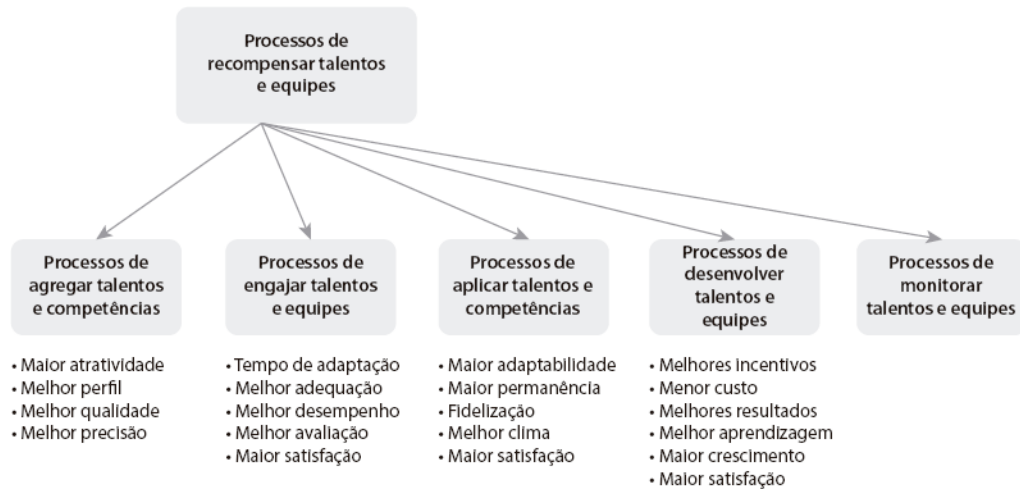 Processos de
recompensar talentos
e equipes
Processos de
agregar talentos
e competências
• Maior atratividade
• Melhor perfil
• Melhor qualidade
• Melhor precisão
Processos de
engajar talentos
e equipes
• Tempo de adaptação
• Melhor adequação
• Melhor desempenho
• Melhor avaliação
• Maior satisfação
Processos de
aplicar talentos e
competências
• Maior adaptabilidade
• Maior permanência
• Fidelização
• Melhor clima
• Maior satisfação
Processos de
desenvolver
talentos e
equipes
• Melhores incentivos
• Menor custo
• Melhores resultados
• Melhor aprendizagem
• Maior crescimento
• Maior satisfação
Processos de
monitorar
talentos e equipes